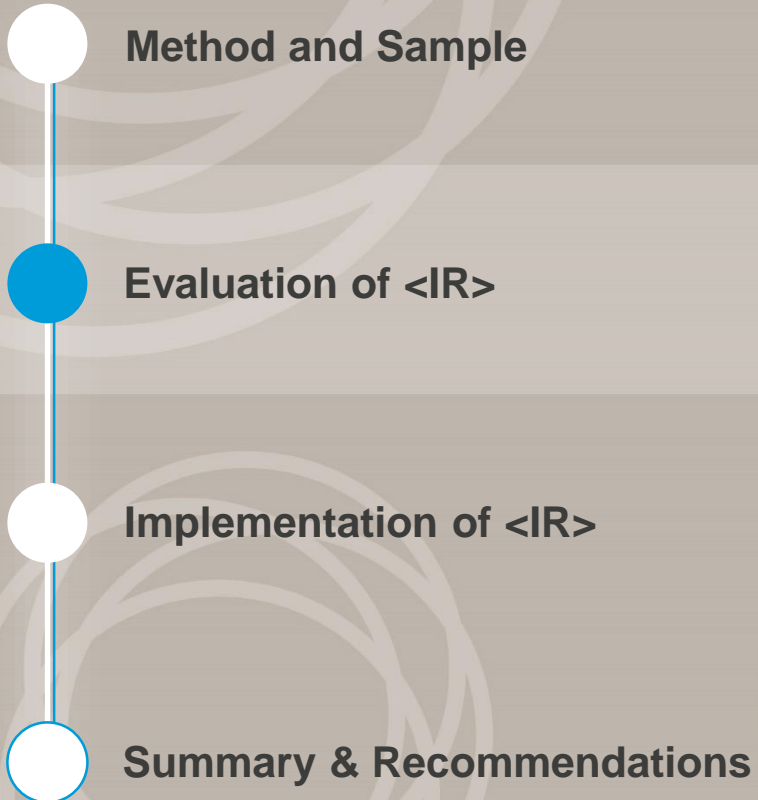 Method and Sample
Evaluation of <IR>
Implementation of <IR>
Summary & Recommendations